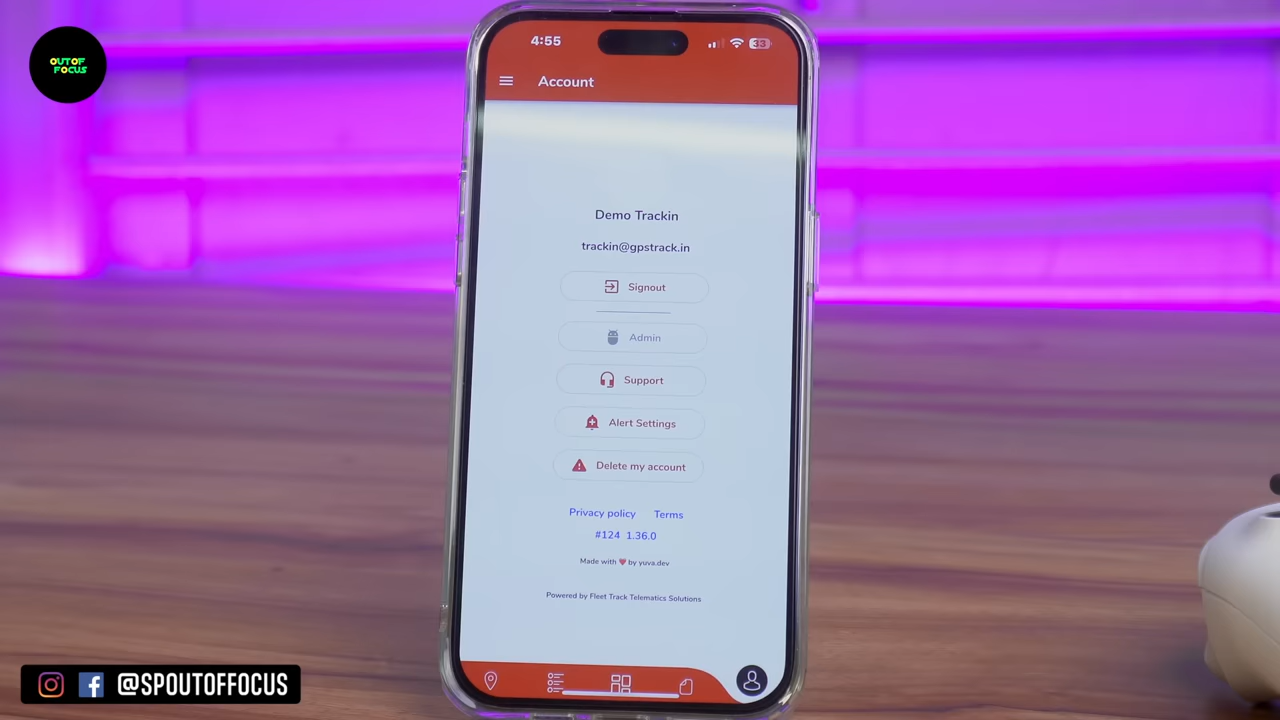 OUT OF
FOCUS
4:55
33
Account
Demo Trackin
trackin@gpstrack.in
Signout
Admin
Support
Alert Settings
Delete my account
Privacy policy Terms
#124 1.36.0
Made with ❤ by yuva.dev
Powered by Fleet Track Telematics Solutions
@SPOUTOFFOCUS